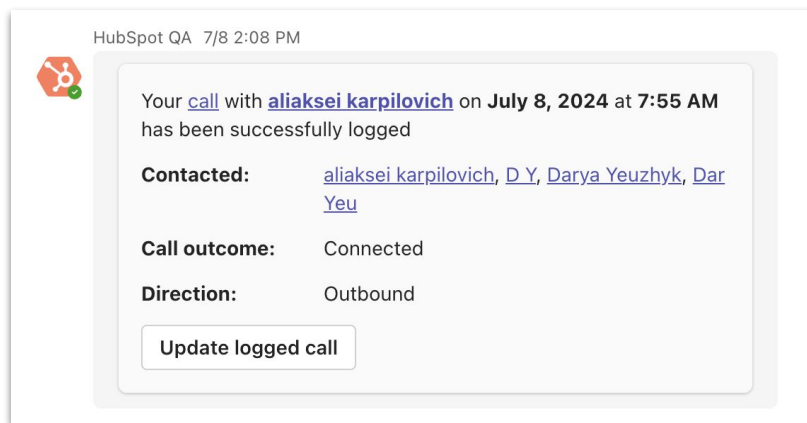 HubSpot QA 7/8 2:08 PM
Your call with aliaksei karpilovich on July 8, 2024 at 7:55 AM
has been successfully logged
Contacted: aliaksei karpilovich, D Y, Darya Yeuzhyk, Dar
Yeu
Call outcome: Connected
Direction: Outbound
Update logged call